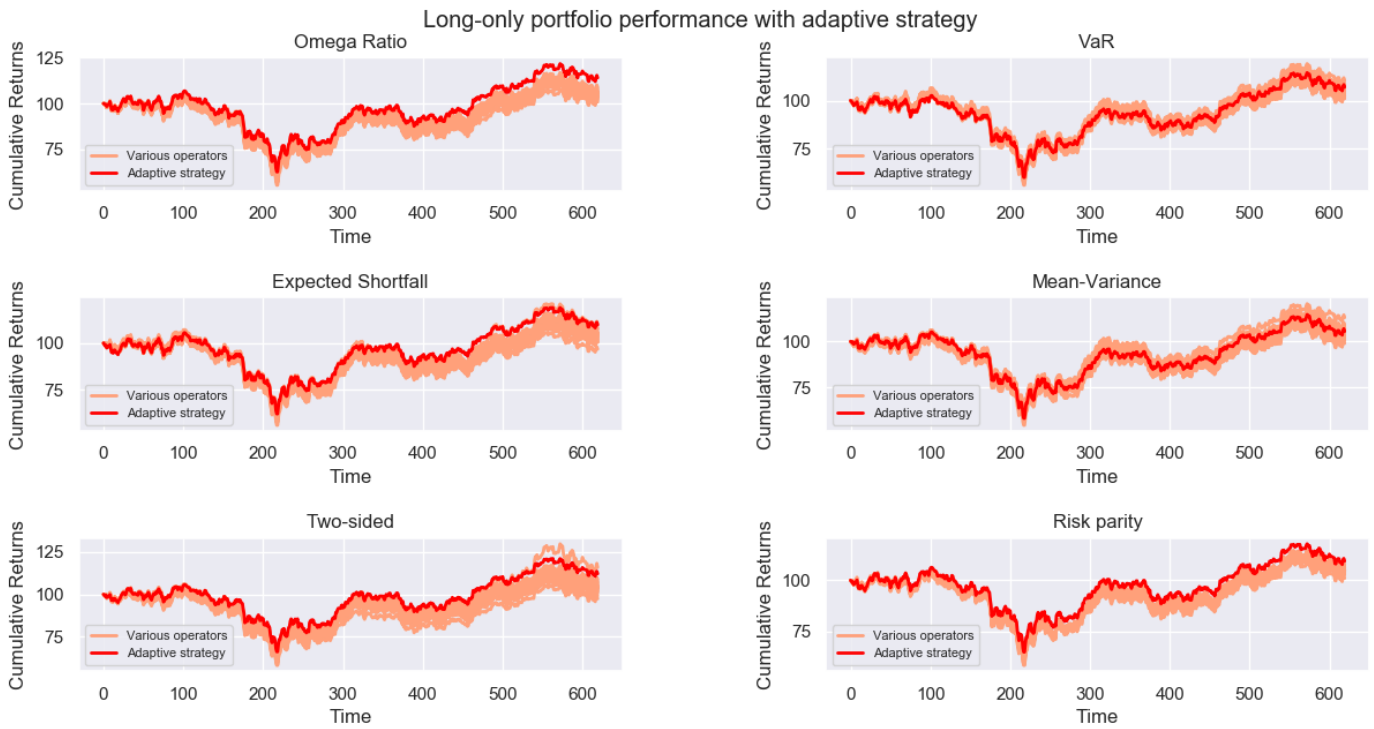 Long-only portfolio performance with adaptive strategy
Omega Ratio
Cumulative Returns
125
100
75
Various operators
Adaptive strategy
0 100 200 300 400 500 600
Time
VaR
Cumulative Returns
100
75
Various operators
Adaptive strategy
0 100 200 300 400 500 600
Time
Expected Shortfall
Cumulative Returns
100
75
Various operators
Adaptive strategy
0 100 200 300 400 500 600
Time
Mean-Variance
Cumulative Returns
100
75
Various operators
Adaptive strategy
0 100 200 300 400 500 600
Time
Two-sided
Cumulative Returns
125
100
75
Various operators
Adaptive strategy
0 100 200 300 400 500 600
Time
Risk parity
Cumulative Returns
100
75
Various operators
Adaptive strategy
0 100 200 300 400 500 600
Time